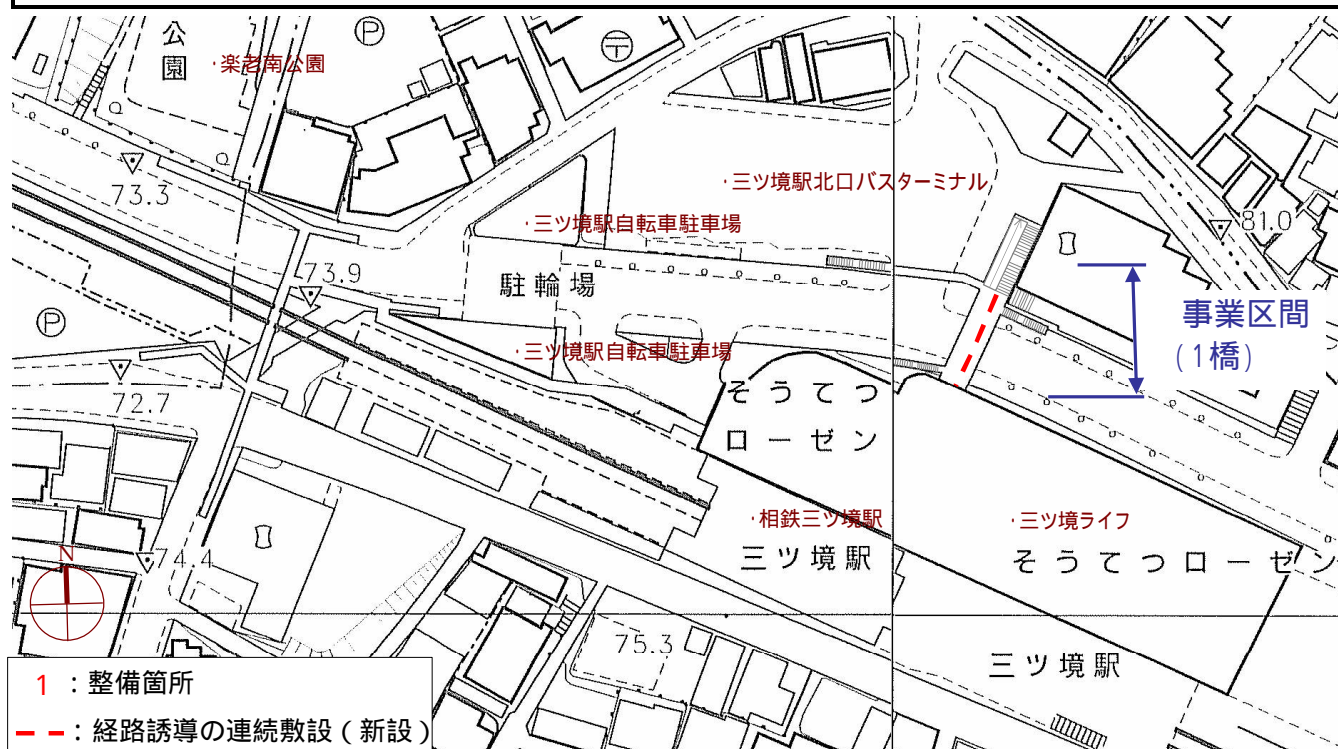 公園
・楽老南公園
P
〒
73.3
・三ツ境駅北口バスターミナル
・三ツ境駅自転車駐車場
81.0
73.9
駐輪場
事業区間
(1橋)
P
・三ツ境駅自転車駐車場
72.7
そうてつ
ローゼン
・相鉄三ツ境駅
・三ツ境ライフ
三ツ境駅
そうてつローゼン
N
74.4
75.3
三ツ境駅
1 : 整備箇所
: 経路誘導の連続敷設 ( 新設 )